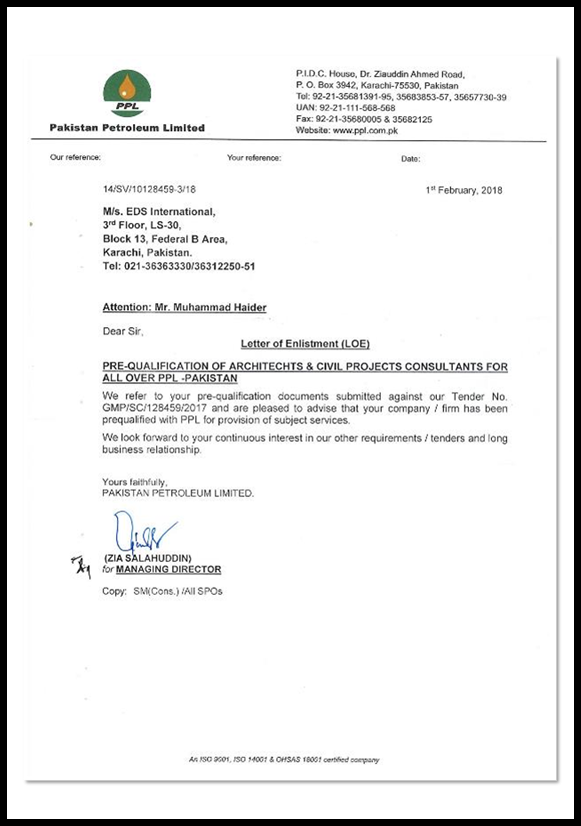 PPL
Pakistan Petroleum Limited
P.I.D.C. House, Dr. Ziauddin Ahmed Road,
P. O. Box 3942, Karachi-75530, Pakistan
Tel: 92-21-35681391-95, 35683853-57, 35657730-39
UAN: 92-21-111-568-568
Fax: 92-21-35680005 & 35682125
Website: www.ppl.com.pk
Our reference: Your reference: Date:
14/SV/10128459-3/18 1st February, 2018
M/s. EDS International,
3rd Floor, LS-30,
Block 13, Federal B Area,
Karachi, Pakistan.
Tel: 021-36363330/36312250-51
Attention: Mr. Muhammad Haider
Dear Sir,
Letter of Enlistment (LOE)
PRE-QUALIFICATION OF ARCHITECHTS & CIVIL PROJECTS CONSULTANTS FOR
ALL OVER PPL -PAKISTAN
We refer to your pre-qualification documents submitted against our Tender No.
GMP/SC/128459/2017 and are pleased to advise that your company / firm has been
prequalified with PPL for provision of subject services.
We look forward to your continuous interest in our other requirements / tenders and long
business relationship.
Yours faithfully,
PAKISTAN PETROLEUM LIMITED.
(ZIA SALAHUDDIN)
for MANAGING DIRECTOR
Copy: SM(Cons.) /All SPOs
An ISO 9001, ISO 14001 & OHSAS 18001 certified company